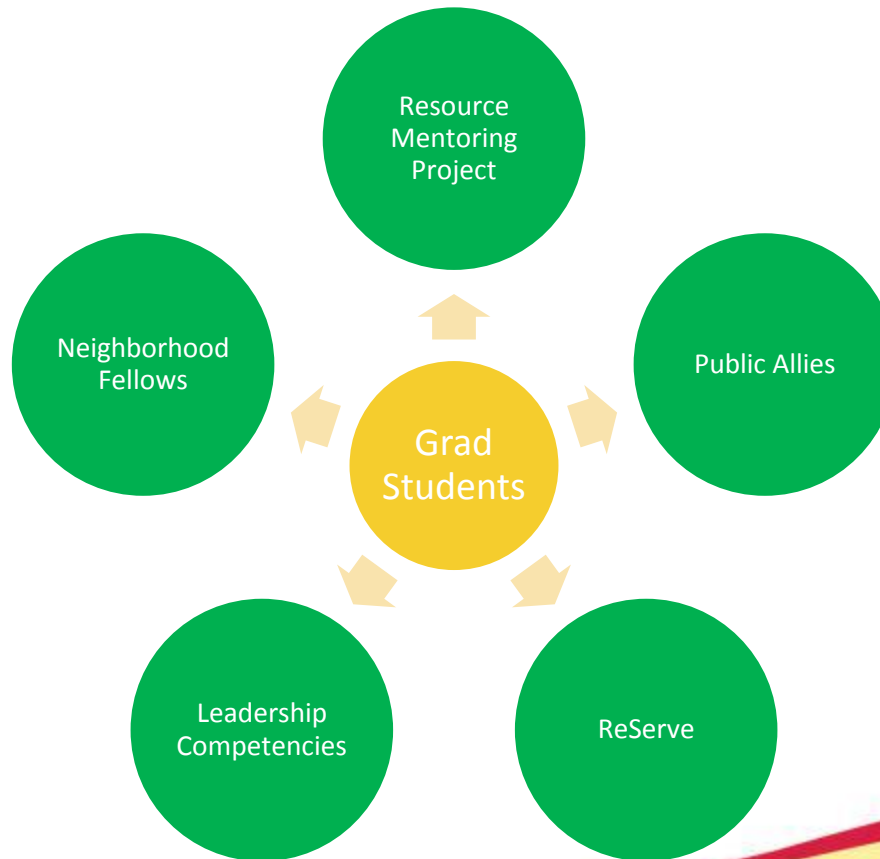 Resource
Mentoring
Project
Neighborhood
Fellows
Public Allies
Grad
Students
Leadership
Competencies
ReServe